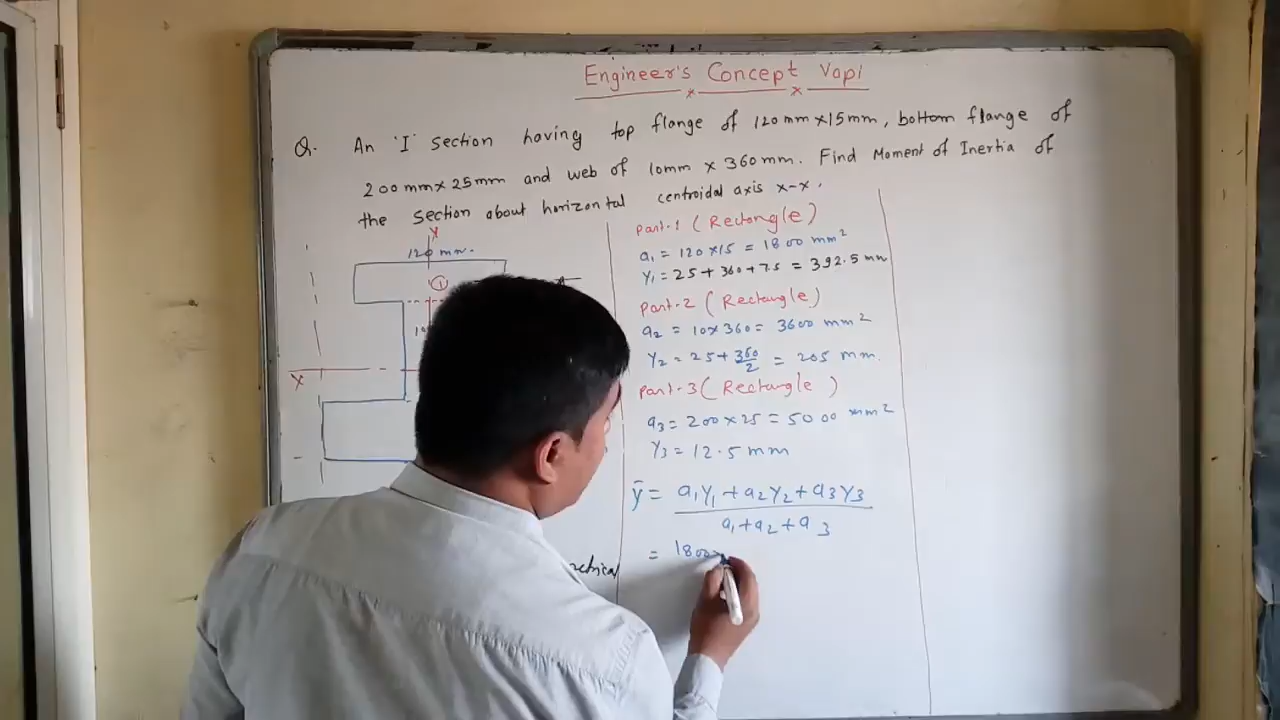 Engineer's Concept Vapi
Q. An 'I' section having top flange of 120mm×15mm, bottom flange of
200mm×25mm and web of 10mm × 360mm. Find Moment of Inertia of
the section about horizontal centroidal axis x-x.
Y
120 mm.
①
X
Part-1 (Rectangle)
a₁ = 120×15 = 1800 mm²
Y₁ = 25+360+7.5 = 392.5 mm
Part-2 (Rectangle)
a₂ = 10×360 = 3600 mm²
Y₂ = 25+360/2 = 205 mm.
Part-3 (Rectangle)
a₃ = 200×25 = 5000 mm²
Y₃ = 12.5 mm
ȳ = a₁Y₁+a₂Y₂+a₃Y₃
a₁+a₂+a₃
= 1800×